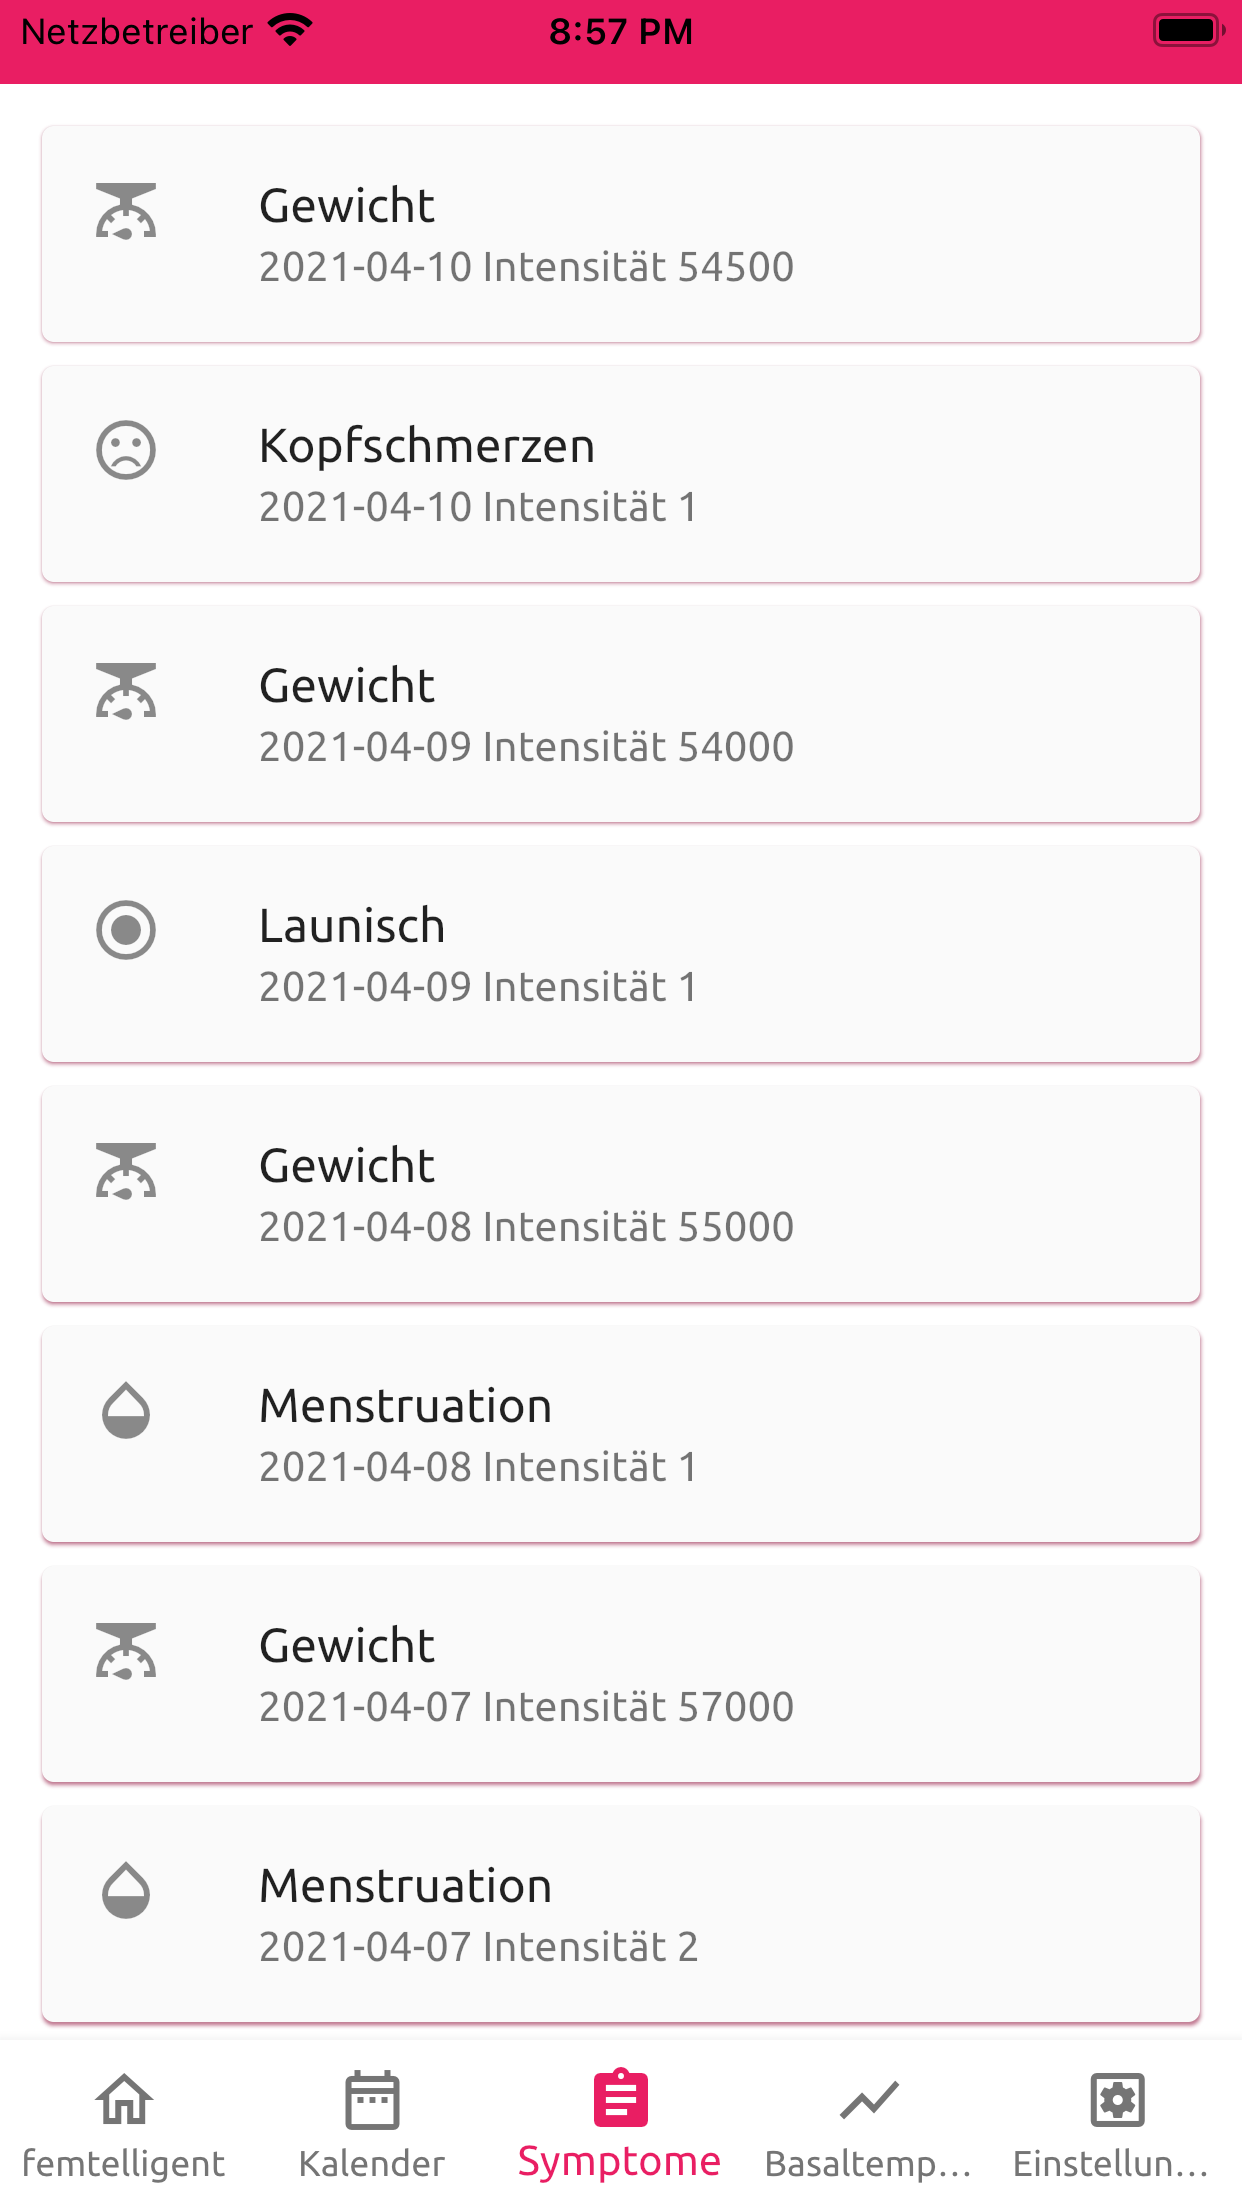 Netzbetreiber 8:57 PM
Gewicht
2021-04-10 Intensität 54500
Kopfschmerzen
2021-04-10 Intensität 1
Gewicht
2021-04-09 Intensität 54000
Launisch
2021-04-09 Intensität 1
Gewicht
2021-04-08 Intensität 55000
Menstruation
2021-04-08 Intensität 1
Gewicht
2021-04-07 Intensität 57000
Menstruation
2021-04-07 Intensität 2
femtelligent Kalender Symptome Basaltemp... Einstellun...